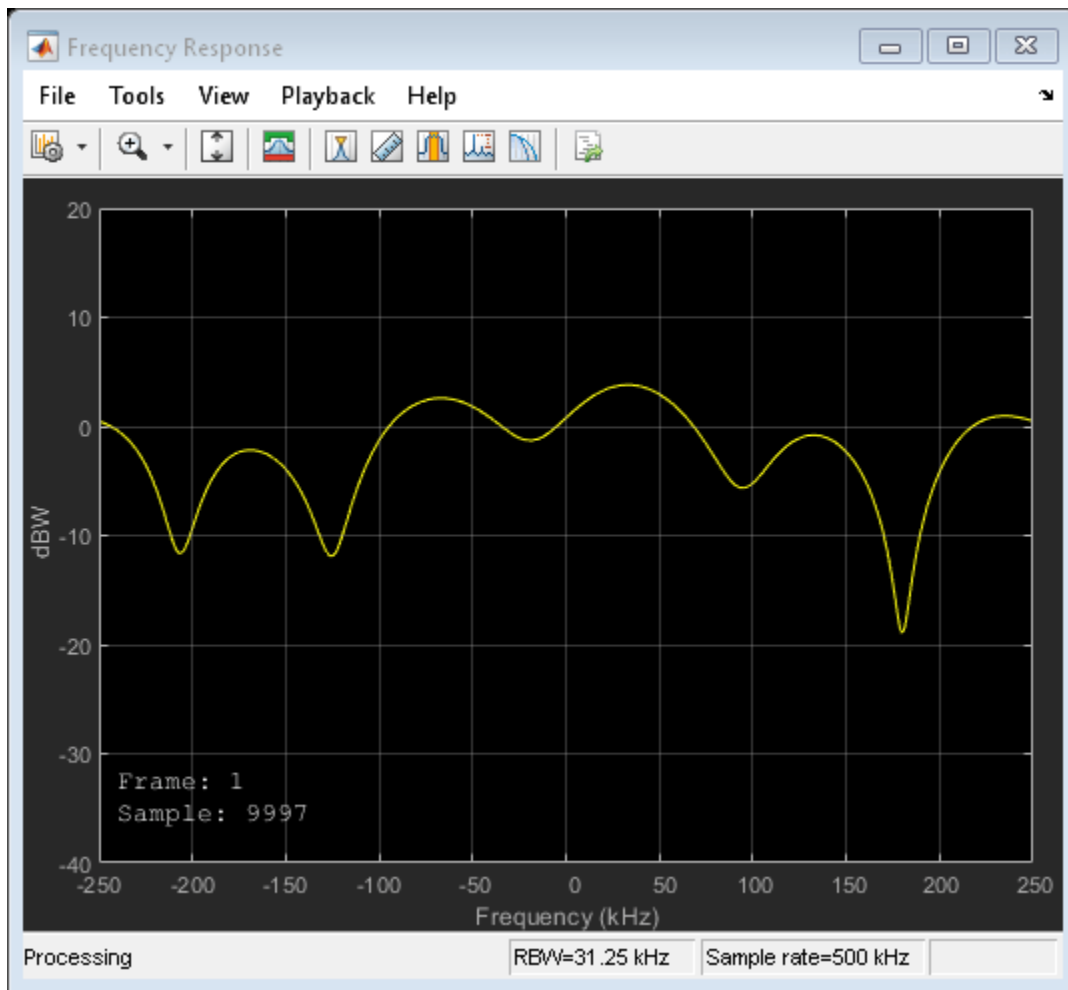 Frequency Response
File Tools View Playback Help
20
10
0
-10
-20
-30
-40
dBW
Frame: 1
Sample: 9997
-250 -200 -150 -100 -50 0 50 100 150 200 250
Frequency (kHz)
Processing RBW=31.25 kHz Sample rate=500 kHz